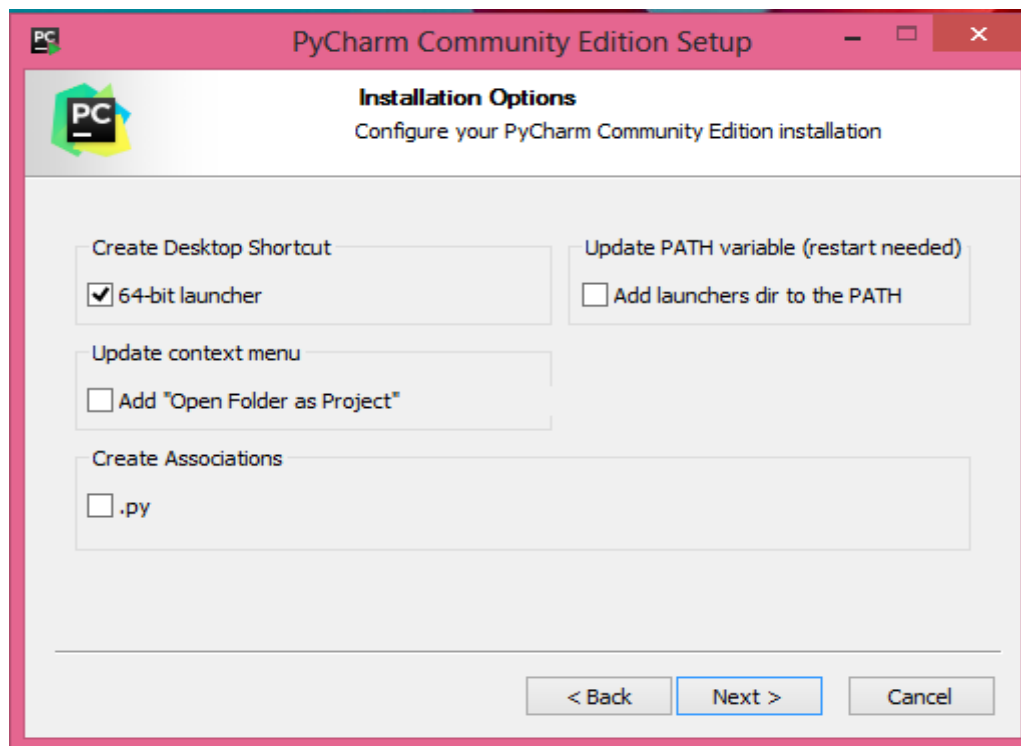 PC
PyCharm Community Edition Setup
PC
Installation Options
Configure your PyCharm Community Edition installation
Create Desktop Shortcut
64-bit launcher
Update PATH variable (restart needed)
Add launchers dir to the PATH
Update context menu
Add "Open Folder as Project"
Create Associations
.py
< Back
Next >
Cancel